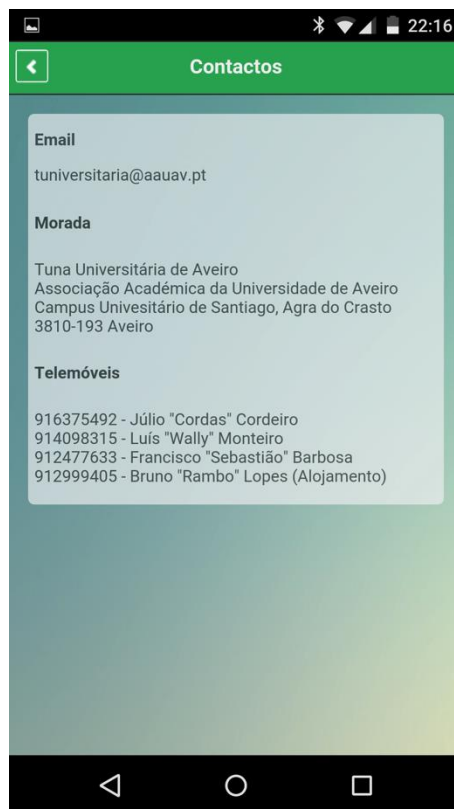 22:16
Contactos
Email
tuniversitaria@aauav.pt
Morada
Tuna Universitária de Aveiro
Associação Académica da Universidade de Aveiro
Campus Univesitário de Santiago, Agra do Crasto
3810-193 Aveiro
Telemóveis
916375492 - Júlio "Cordas" Cordeiro
914098315 - Luís "Wally" Monteiro
912477633 - Francisco "Sebastião" Barbosa
912999405 - Bruno "Rambo" Lopes (Alojamento)